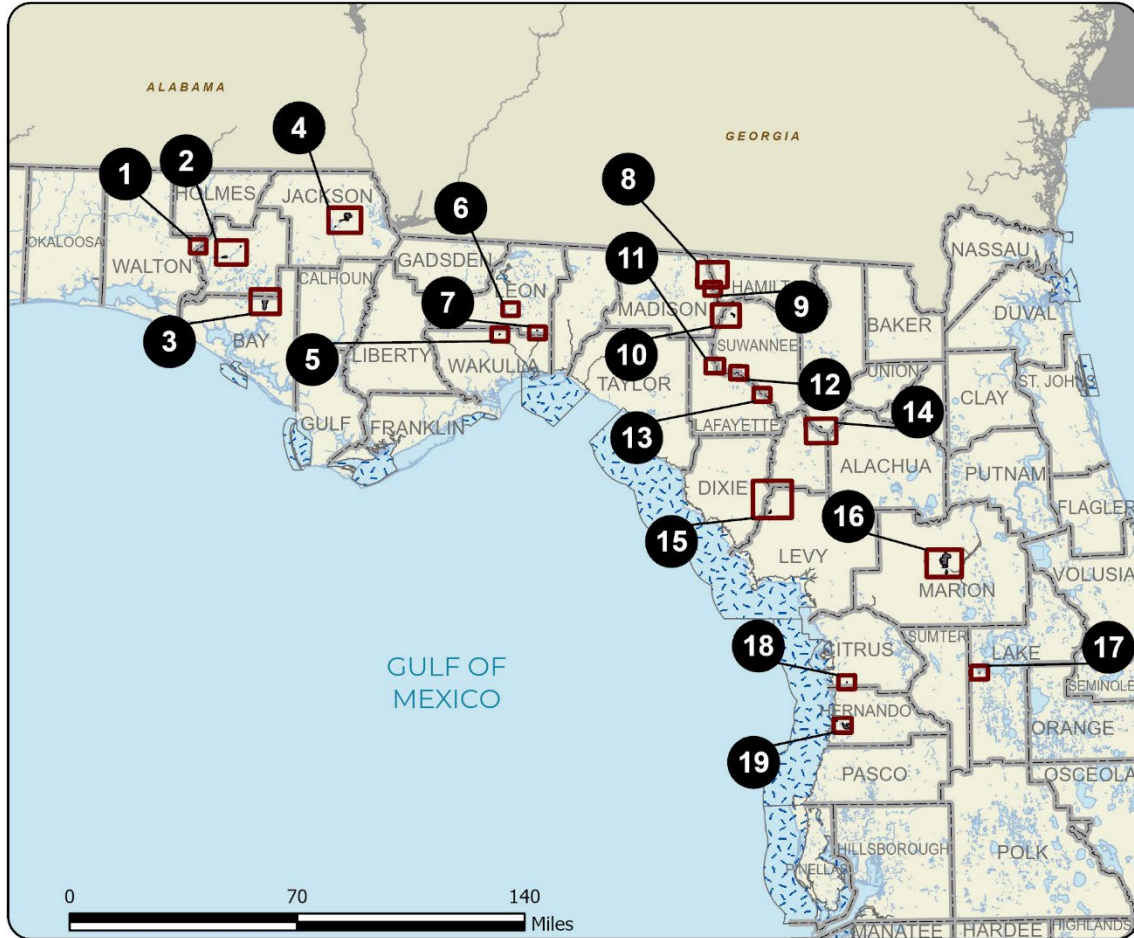 ALABAMA
GEORGIA
4
1
2
HOLMES
JACKSON
8
6
OKALOOSA
WALTON
GADSDEN
NASSAU
11
CALHOUN
EON
HAMILT
7
MADISON
9
DUVAL
BAKER
3
BAY
5
LIBERTY
WAKULLA
10
SUWANNEE
UNION
TAYLOR
12
ST. JOHNS
14
CLAY
GULF
FRANKLIN
13
LAFAYETTE
ALACHUA
PUTNAM
DIXIE
16
FLAGLER
15
LEVY
VOLUSIA
MARION
18
CITRUS
SUMTER
LAKE
17
GULF OF
MEXICO
SEMINOLE
HERNANDO
ORANGE
19
PASCO
OSCEOLA
HILLSBOROUGH
POLK
PINELLAS
0 70 140
Miles
MANATEE
HARDEE
HIGHLANDS